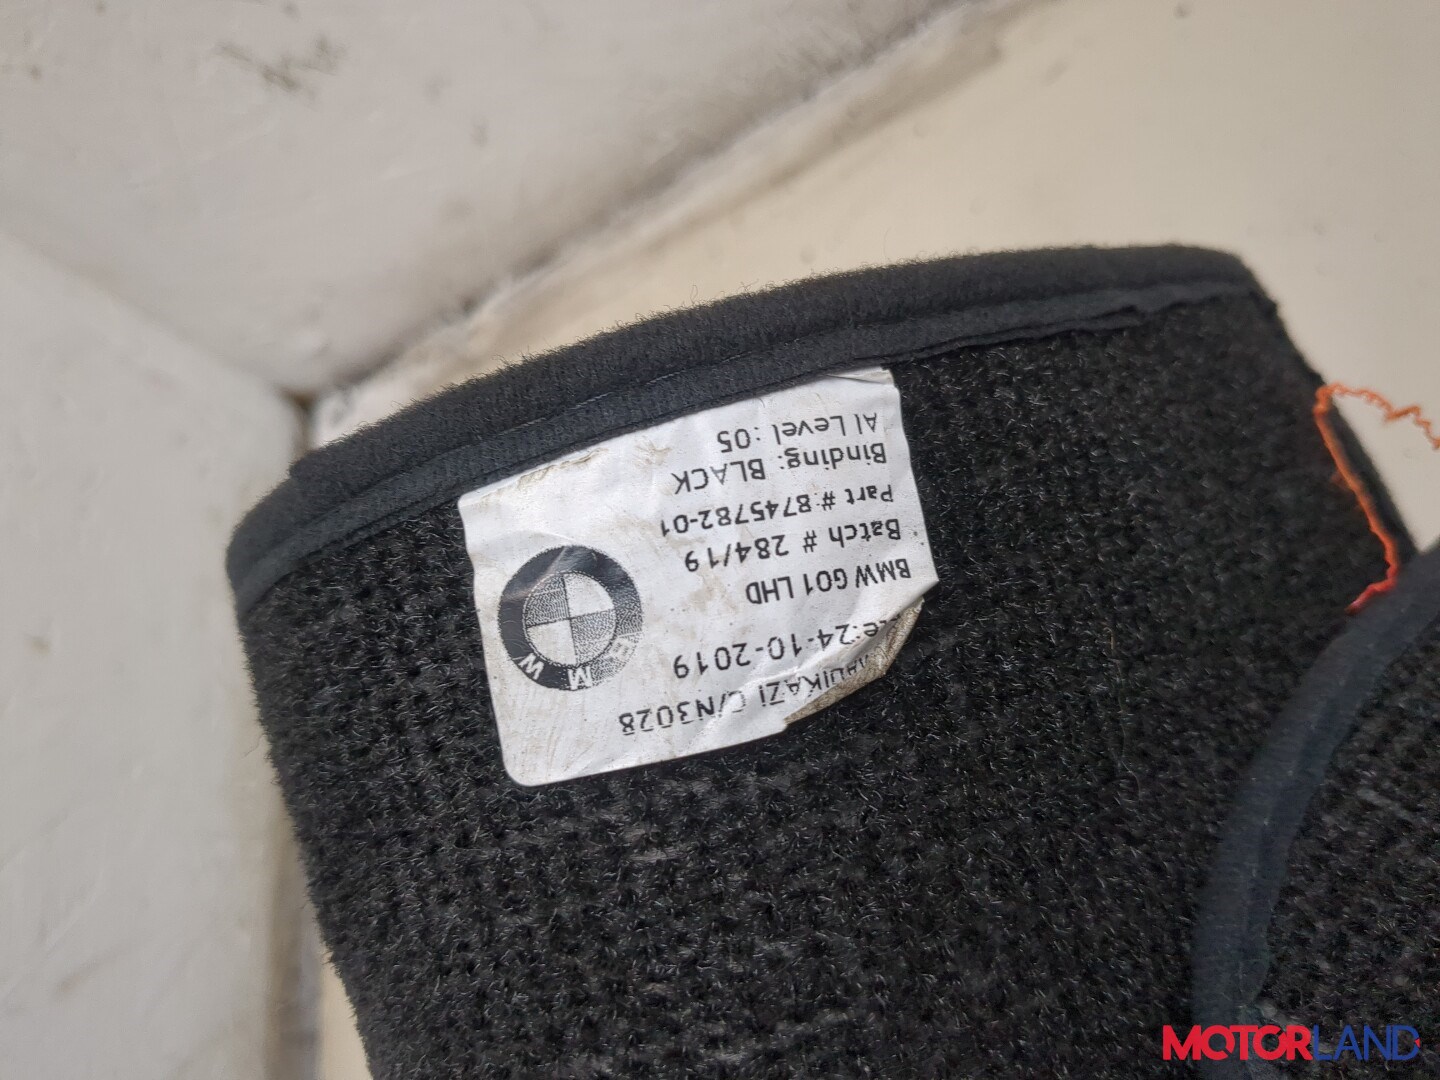 C/N3028
24-10-2019
BMW G01 LHD
Batch # 284/19
Part # 8745782-01
Binding: BLACK
AI Level :05
BMW
MOTORLAND